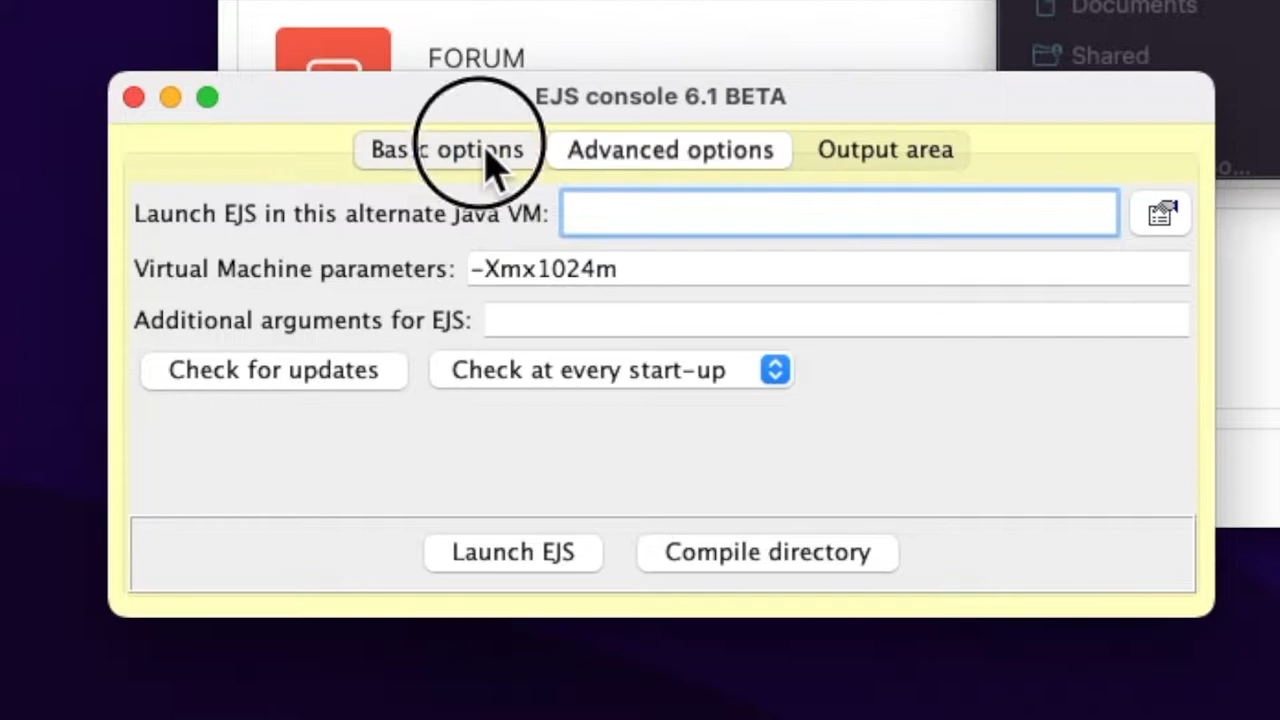 Documents
FORUM
Shared
EJS console 6.1 BETA
Basic options Advanced options Output area
o...
Launch EJS in this alternate Java VM:
Virtual Machine parameters: -Xmx1024m
Additional arguments for EJS:
Check for updates Check at every start-up
Launch EJS Compile directory